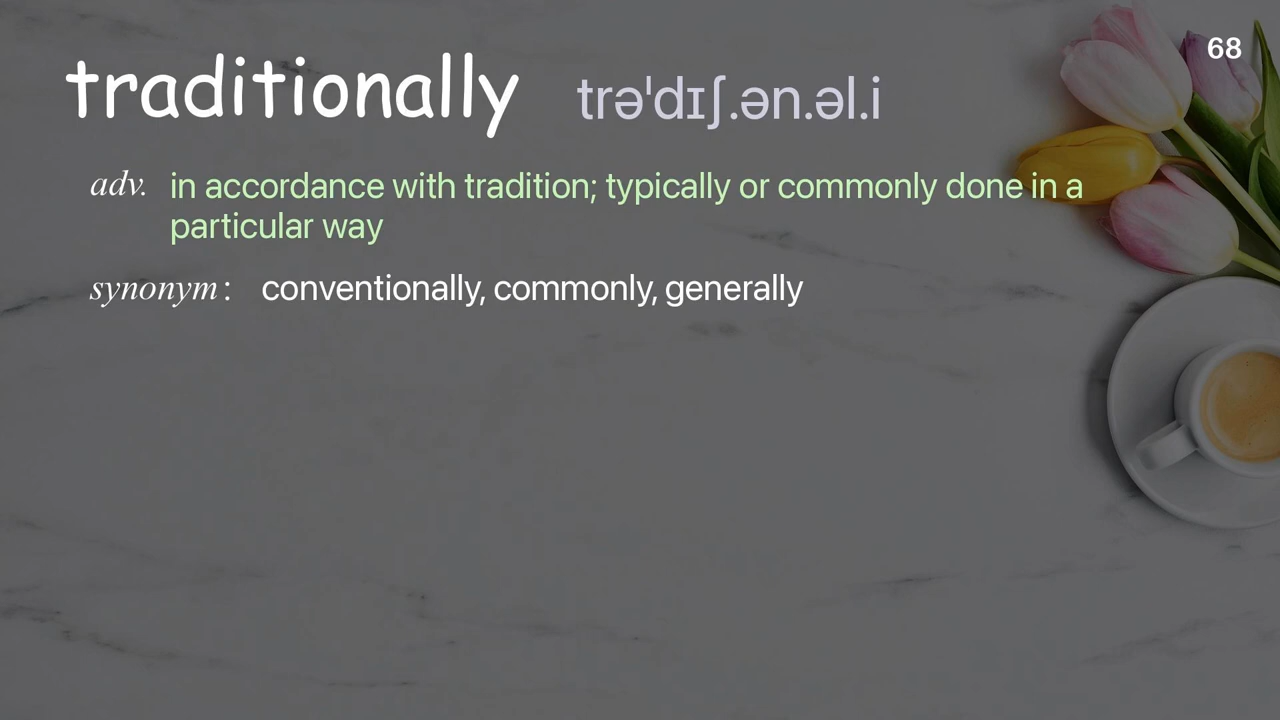 68
traditionally trəˈdɪʃ.ən.əl.i
adv. in accordance with tradition; typically or commonly done in a
particular way
synonym: conventionally, commonly, generally